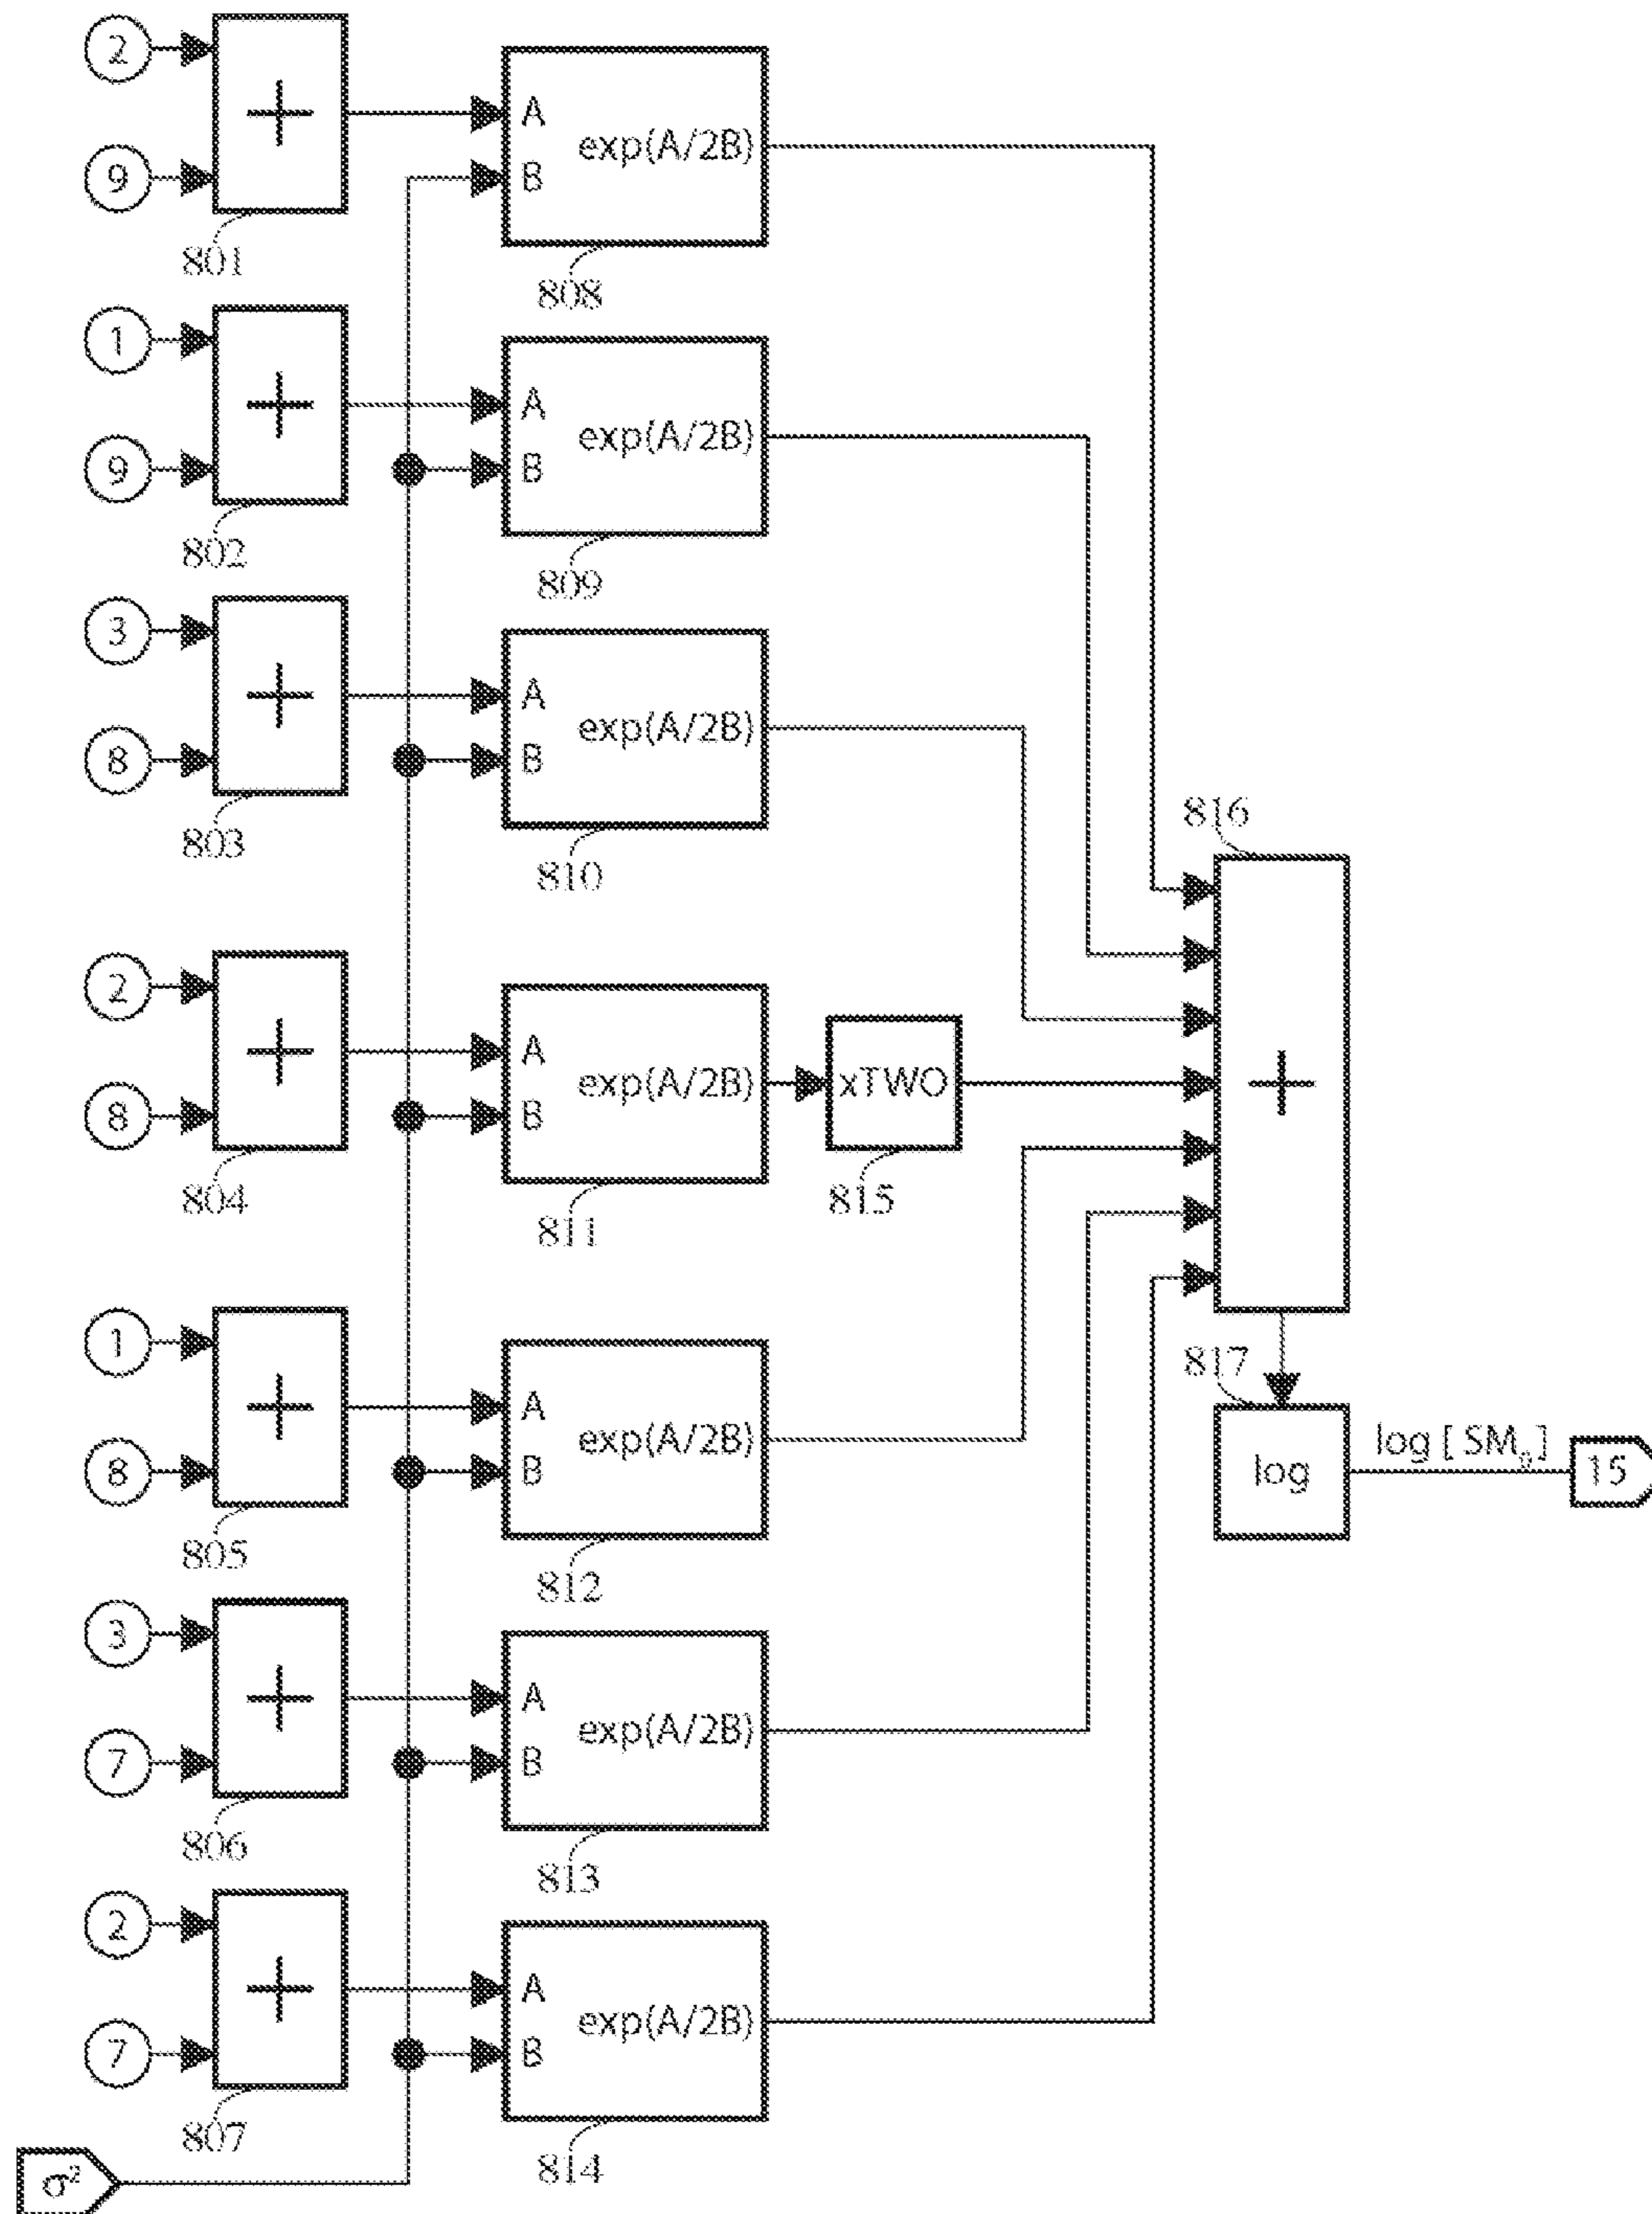 2
9
+
801
A
B
exp(A/2B)
808
1
9
+
802
A
B
exp(A/2B)
809
3
8
+
803
A
B
exp(A/2B)
810
2
8
+
804
A
B
exp(A/2B)
811
xTWO
815
816
+
1
8
+
805
A
B
exp(A/2B)
812
817
log
log [ SM₀]
15
3
7
+
806
A
B
exp(A/2B)
813
2
7
+
807
A
B
exp(A/2B)
814
σ²